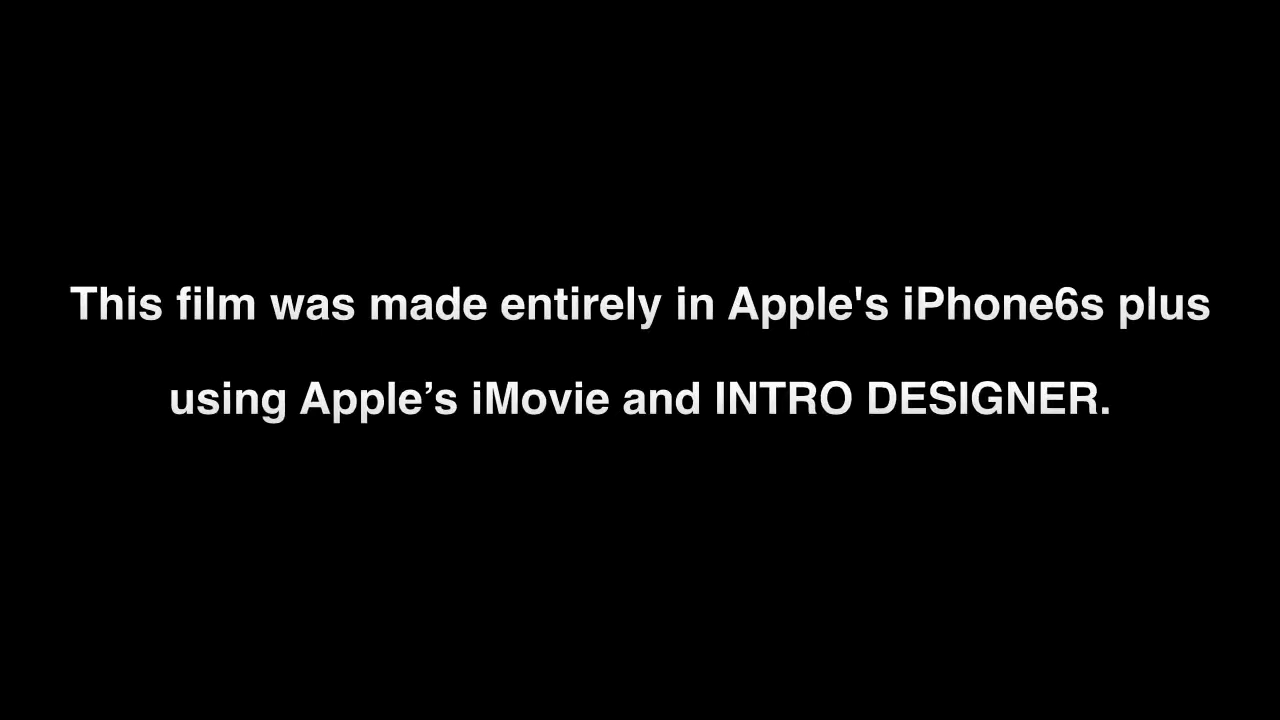 This film was made entirely in Apple's iPhone6s plus
using Apple’s iMovie and INTRO DESIGNER.